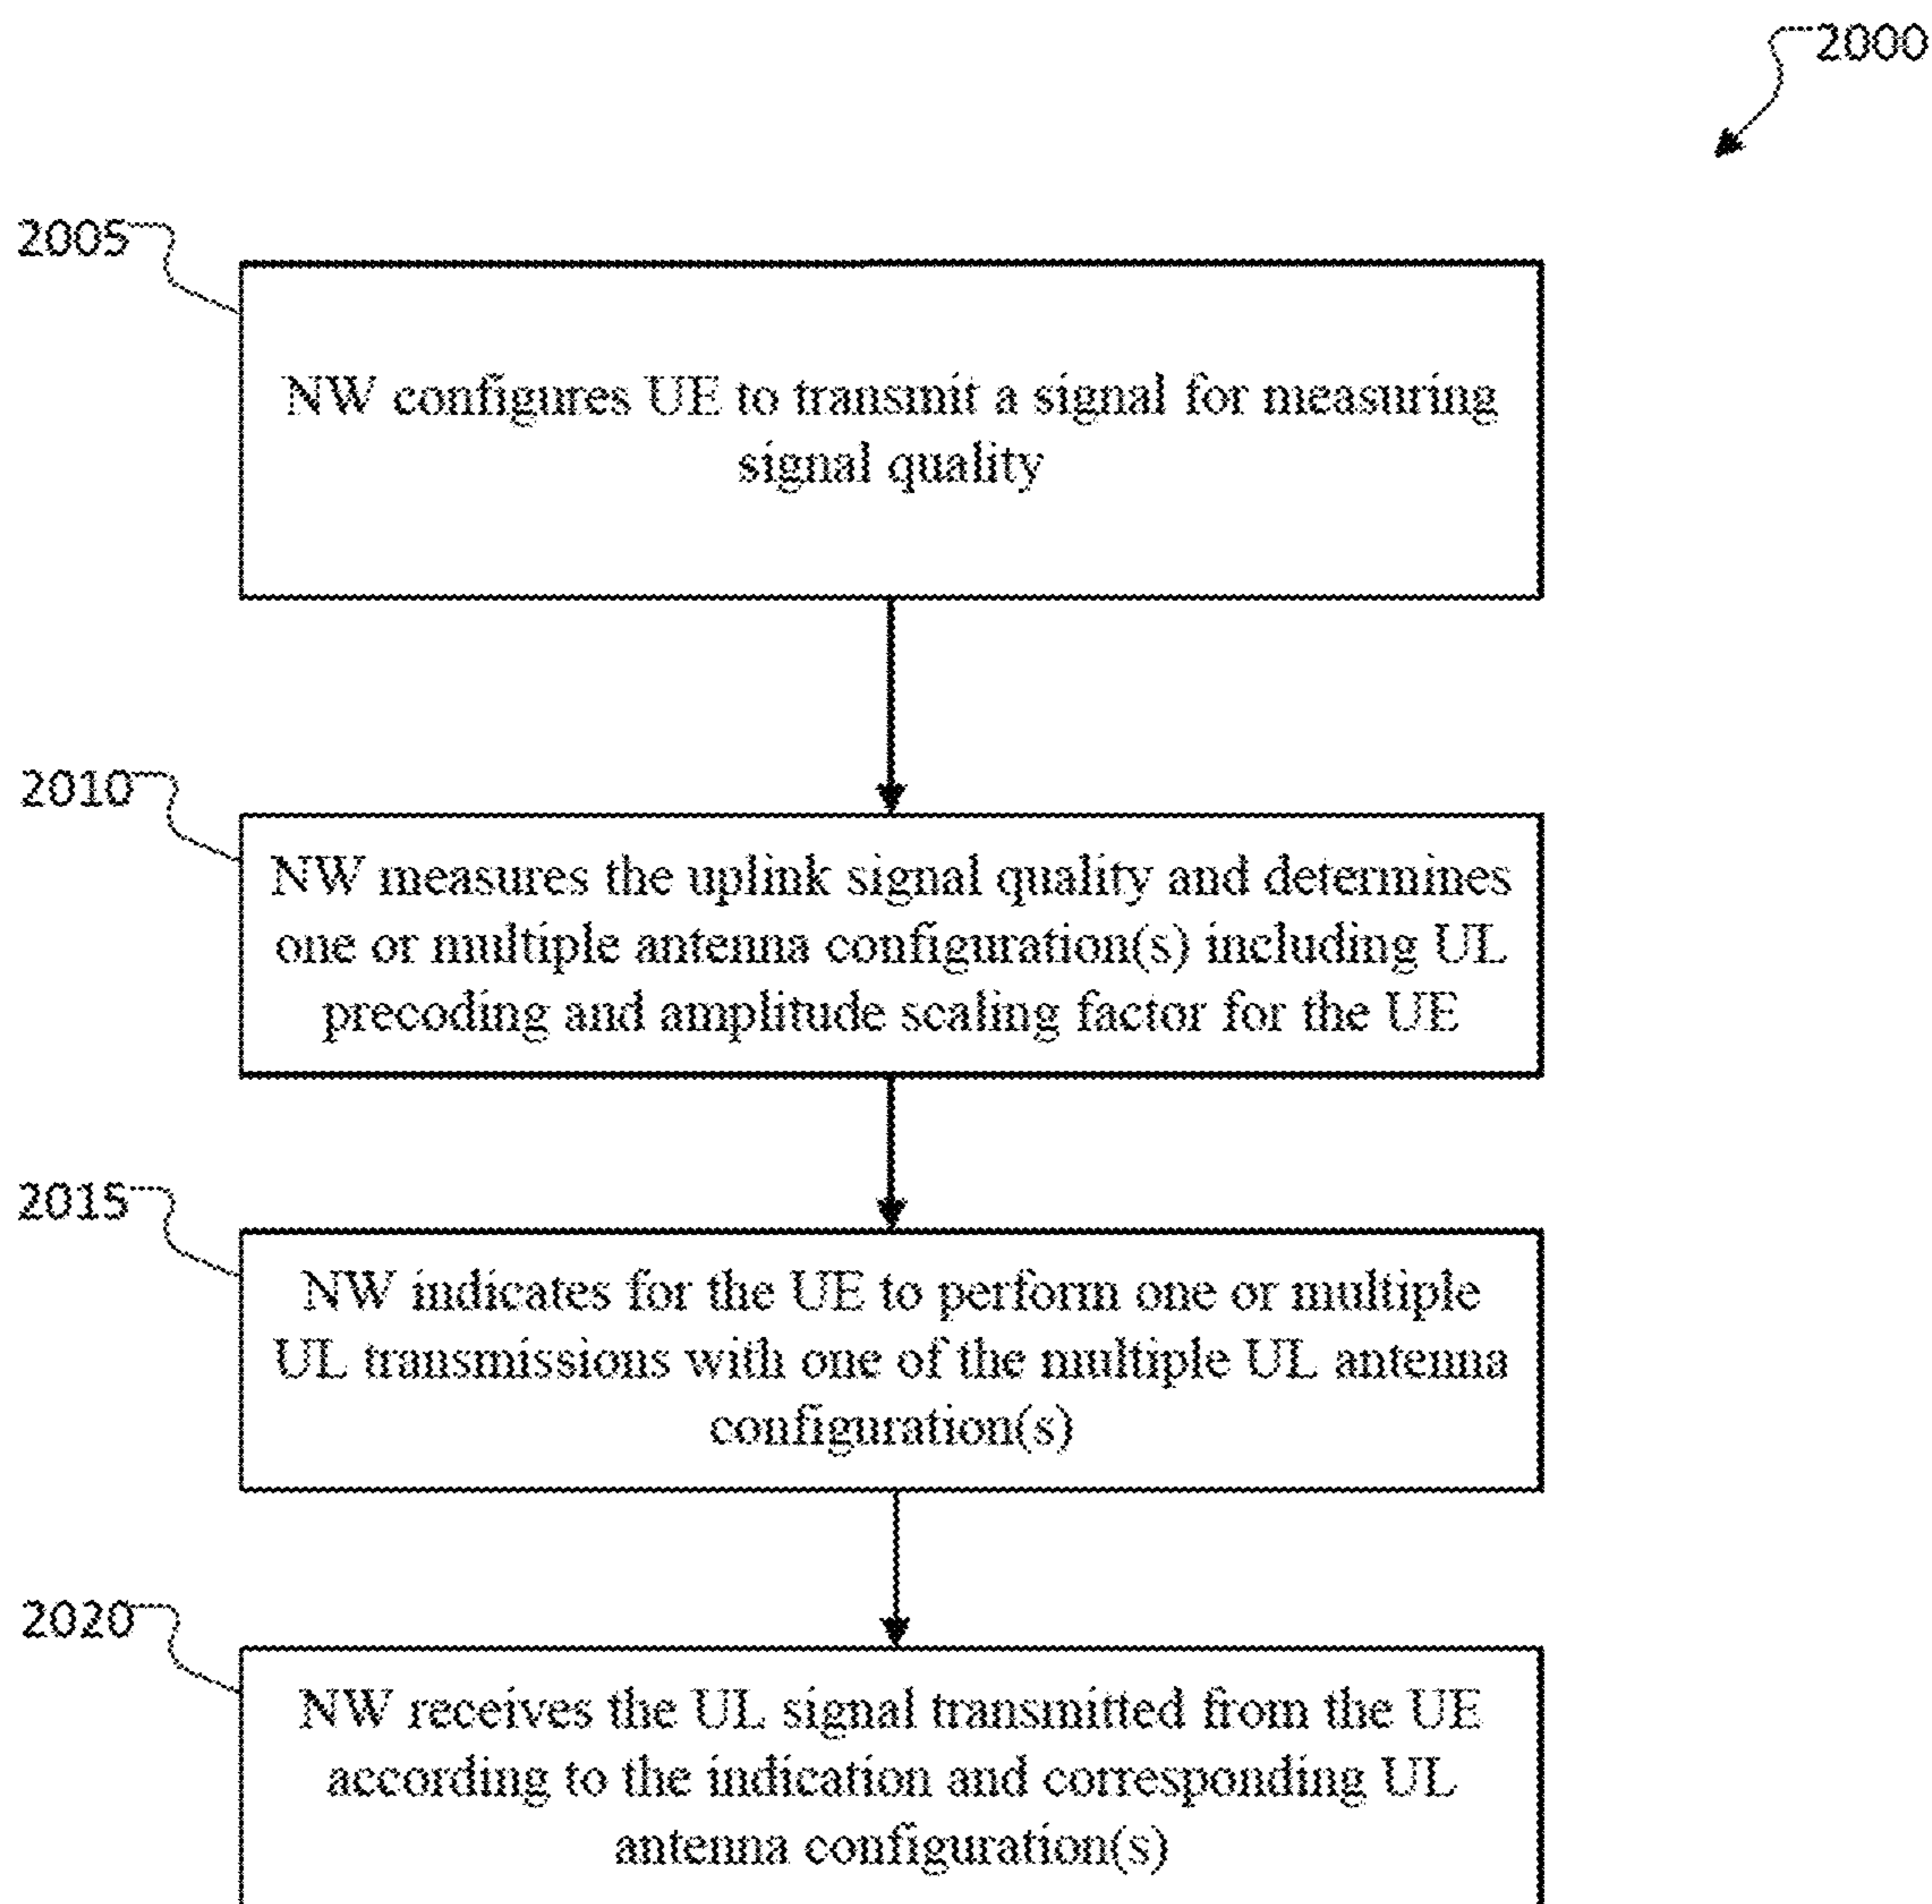 2000
2005
NW configures UE to transmit a signal for measuring
signal quality
2010
NW measures the uplink signal quality and determines
one or multiple antenna configuration(s) including UL
precoding and amplitude scaling factor for the UE
2015
NW indicates for the UE to perform one or multiple
UL transmissions with one of the multiple UL antenna
configuration(s)
2020
NW receives the UL signal transmitted from the UE
according to the indication and corresponding UL
antenna configuration(s)